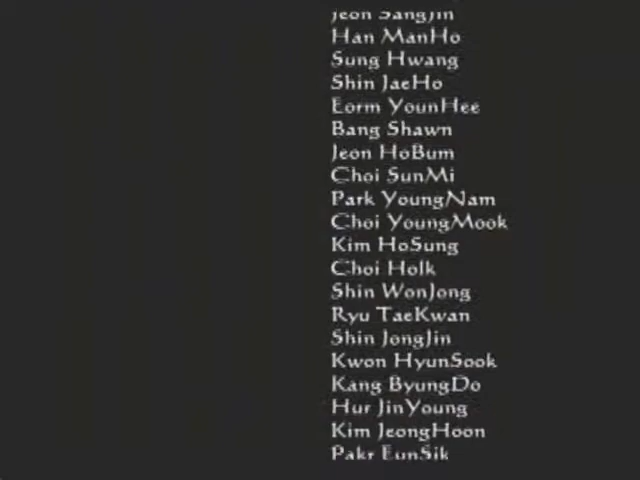 Jeon SangJin
Han ManHo
Sung Hwang
Shin JaeHo
Eorm YounHee
Bang Shawn
Jeon HoBum
Choi SunMi
Park YoungNam
Choi YoungMook
Kim HoSung
Choi HoIk
Shin WonJong
Ryu TaeKwan
Shin JongJin
Kwon HyunSook
Kang ByungDo
Hur JinYoung
Kim JeongHoon
Pakr EunSik